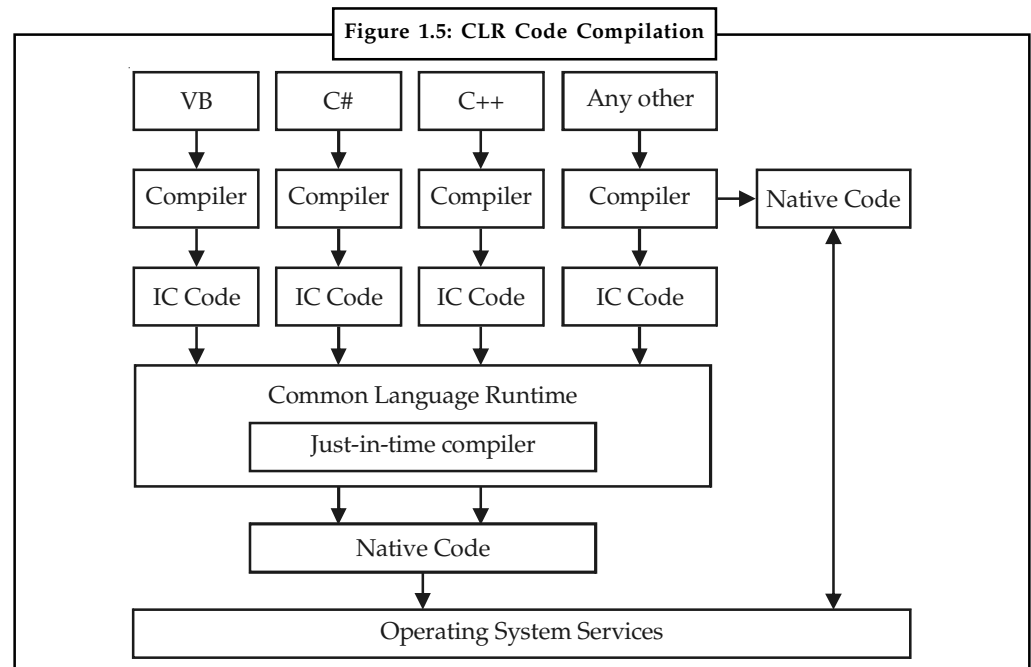 Figure 1.5: CLR Code Compilation
VB
C#
C++
Any other
Compiler
Compiler
Compiler
Compiler
Native Code
IC Code
IC Code
IC Code
IC Code
Common Language Runtime
Just-in-time compiler
Native Code
Operating System Services